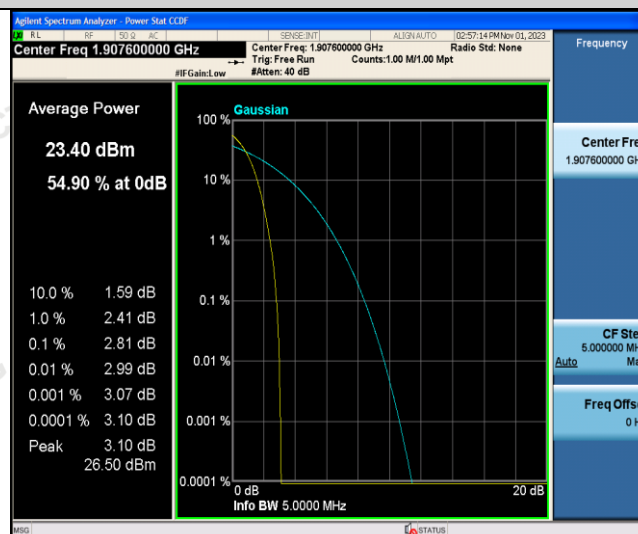 Agilent Spectrum Analyzer - Power Stat CCDF
RL RF 50 Ω AC SENSE:INT ALIGNAUTO 02:57:14 PM Nov 01, 2023
Center Freq 1.907600000 GHz
Center Freq: 1.907600000 GHz Radio Std: None
Trig: Free Run Counts:1.00 M/1.00 Mpt
#IFGain:Low #Atten: 40 dB
Frequency
Average Power
23.40 dBm
54.90 % at 0dB
10.0 % 1.59 dB
1.0 % 2.41 dB
0.1 % 2.81 dB
0.01 % 2.99 dB
0.001 % 3.07 dB
0.0001 % 3.10 dB
Peak 3.10 dB
26.50 dBm
Gaussian
100 %
10 %
1 %
0.1 %
0.01 %
0.001 %
0.0001 %
0 dB 20 dB
Info BW 5.0000 MHz
Center Fre
1.907600000 GH
CF Ste
5.000000 MH
Auto Ma
Freq Offs
0 H
MSG STATUS